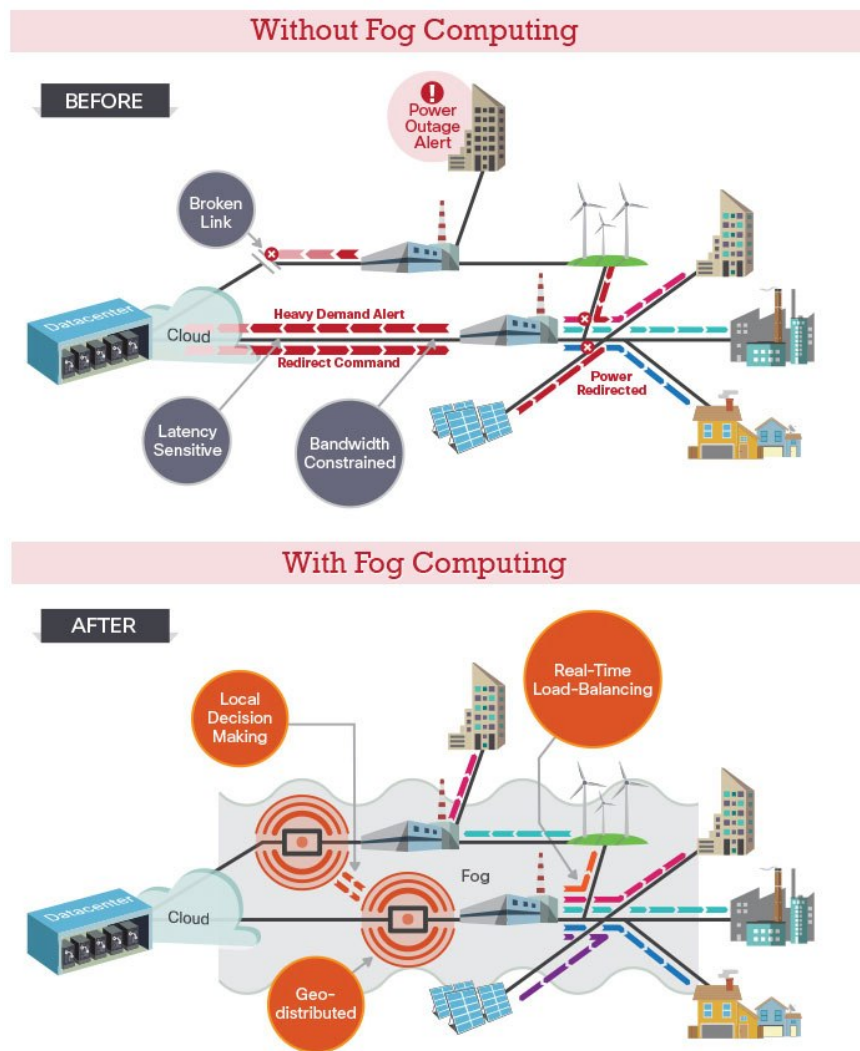 Without Fog Computing
BEFORE
!
Power
Outage
Alert
Broken
Link
Datacenter
Cloud
Heavy Demand Alert
Redirect Command
Power
Redirected
Latency
Sensitive
Bandwidth
Constrained
With Fog Computing
AFTER
Real-Time
Load-Balancing
Local
Decision
Making
Fog
Datacenter
Cloud
Geo-
distributed